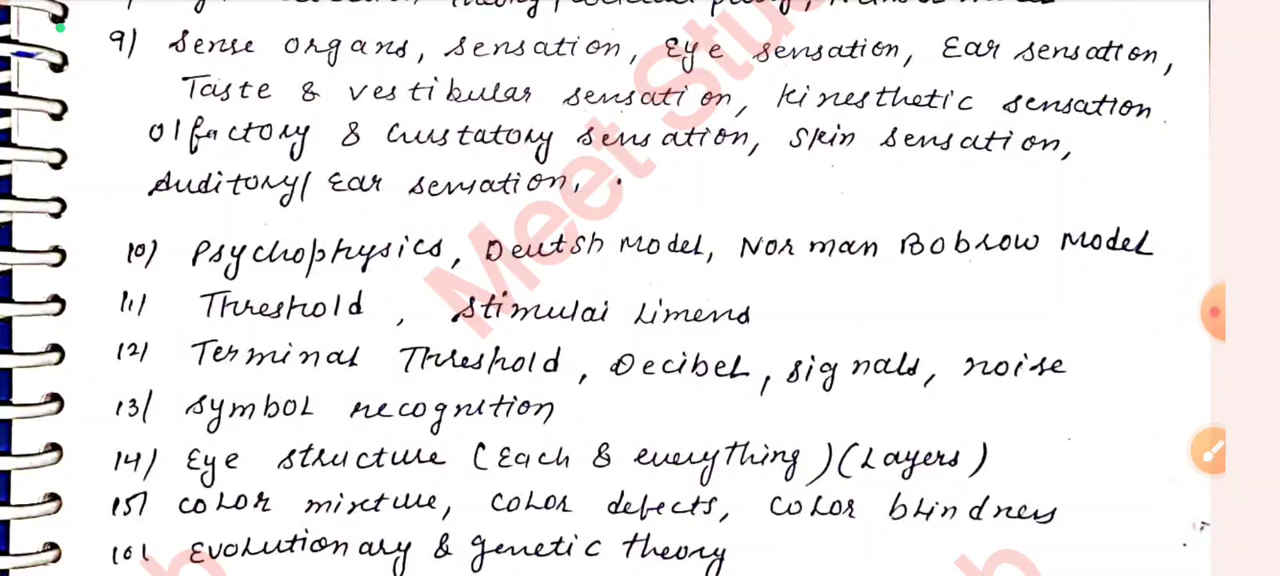 9) Sense organs, sensation, Eye sensation, Ear sensation,
Taste & vestibular sensation, kinesthetic sensation
Olfactory & Gustatory sensation, Skin sensation,
Auditory/ Ear sensation,
10) Psychophysics, Deutsh Model, Norman Bobrow Model
11) Threshold, Stimulai Limens
12) Terminal Threshold, Decibel, signals, noise
13) Symbol recognition
14) Eye structure (Each & everything) (Layers)
15) color mixture, color defects, color blindness
16) Evolutionary & genetic theory
Meet Stu